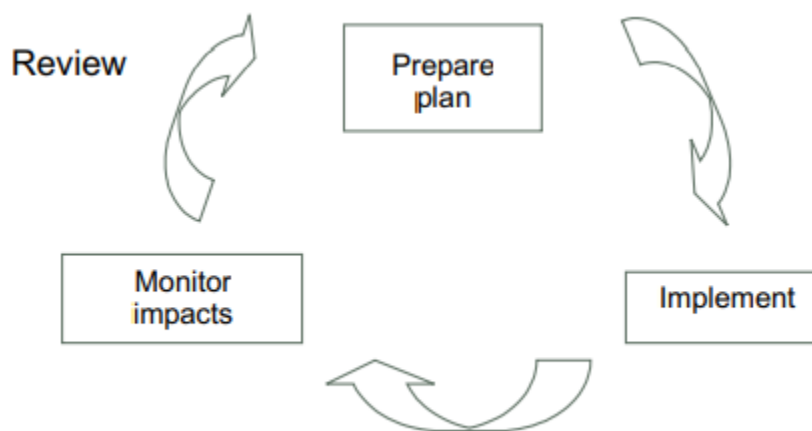 Review
Prepare
plan
Monitor
impacts
Implement